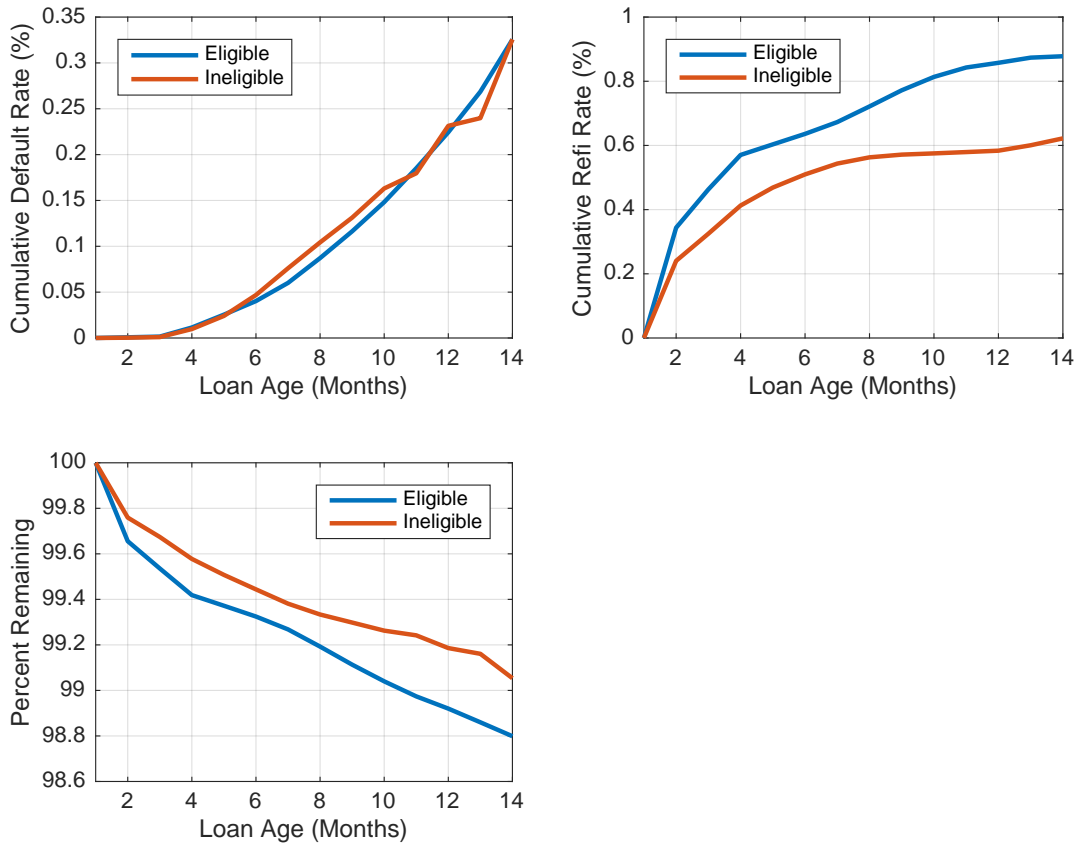 Cumulative Default Rate (%)
0.35
0.3
0.25
0.2
0.15
0.1
0.05
0
Eligible
Ineligible
2 4 6 8 10 12 14
Loan Age (Months)
Cumulative Refi Rate (%)
1
0.8
0.6
0.4
0.2
0
Eligible
Ineligible
2 4 6 8 10 12 14
Loan Age (Months)
Percent Remaining
100
99.8
99.6
99.4
99.2
99
98.8
98.6
Eligible
Ineligible
2 4 6 8 10 12 14
Loan Age (Months)